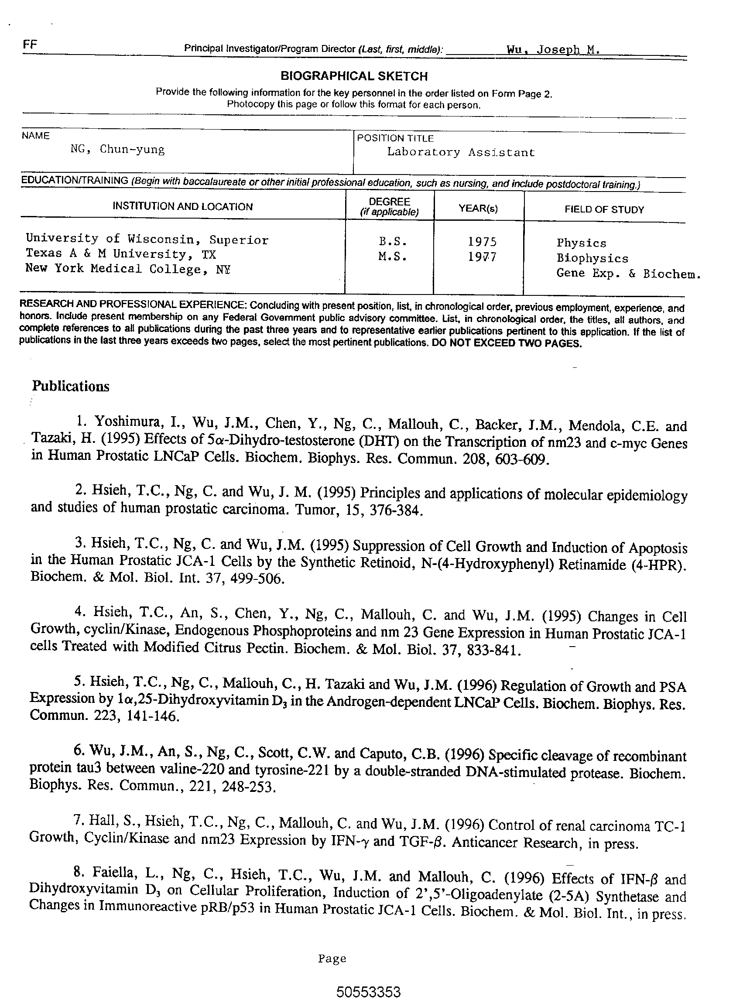 FF
Principal Investigator/Program Director (Last, first, middle): Wu, Joseph M.
BIOGRAPHICAL SKETCH
Provide the following information for the key personnel in the order listed on Form Page 2.
Photocopy this page or follow this format for each person.
NAME
NG, Chun-yung
POSITION TITLE
Laboratory Assistant
EDUCATION/TRAINING (Begin with baccalaureate or other initial professional education, such as nursing, and include postdoctoral training.)
INSTITUTION AND LOCATION
DEGREE
(if applicable)
YEAR(s)
FIELD OF STUDY
University of Wisconsin, Superior B.S. 1975 Physics
Texas A & M University, TX M.S. 1977 Biophysics
New York Medical College, NY Gene Exp. & Biochem.
RESEARCH AND PROFESSIONAL EXPERIENCE: Concluding with present position, list, in chronological order, previous employment, experience, and
honors. Include present membership on any Federal Government public advisory committee. List, in chronological order, the titles, all authors, and
complete references to all publications during the past three years and to representative earlier publications pertinent to this application. If the list of
publications in the last three years exceeds two pages, select the most pertinent publications. DO NOT EXCEED TWO PAGES.
Publications
1. Yoshimura, I., Wu, J.M., Chen, Y., Ng, C., Mallouh, C., Backer, J.M., Mendola, C.E. and
Tazaki, H. (1995) Effects of 5α-Dihydro-testosterone (DHT) on the Transcription of nm23 and c-myc Genes
in Human Prostatic LNCaP Cells. Biochem. Biophys. Res. Commun. 208, 603-609.
2. Hsieh, T.C., Ng, C. and Wu, J. M. (1995) Principles and applications of molecular epidemiology
and studies of human prostatic carcinoma. Tumor, 15, 376-384.
3. Hsieh, T.C., Ng, C. and Wu, J.M. (1995) Suppression of Cell Growth and Induction of Apoptosis
in the Human Prostatic JCA-1 Cells by the Synthetic Retinoid, N-(4-Hydroxyphenyl) Retinamide (4-HPR).
Biochem. & Mol. Biol. Int. 37, 499-506.
4. Hsieh, T.C., An, S., Chen, Y., Ng, C., Mallouh, C. and Wu, J.M. (1995) Changes in Cell
Growth, cyclin/Kinase, Endogenous Phosphoproteins and nm 23 Gene Expression in Human Prostatic JCA-1
cells Treated with Modified Citrus Pectin. Biochem. & Mol. Biol. 37, 833-841.
5. Hsieh, T.C., Ng, C., Mallouh, C., H. Tazaki and Wu, J.M. (1996) Regulation of Growth and PSA
Expression by 1α,25-Dihydroxyvitamin D₃ in the Androgen-dependent LNCaP Cells. Biochem. Biophys. Res.
Commun. 223, 141-146.
6. Wu, J.M., An, S., Ng, C., Scott, C.W. and Caputo, C.B. (1996) Specific cleavage of recombinant
protein tau3 between valine-220 and tyrosine-221 by a double-stranded DNA-stimulated protease. Biochem.
Biophys. Res. Commun., 221, 248-253.
7. Hall, S., Hsieh, T.C., Ng, C., Mallouh, C. and Wu, J.M. (1996) Control of renal carcinoma TC-1
Growth, Cyclin/Kinase and nm23 Expression by IFN-γ and TGF-β. Anticancer Research, in press.
8. Faiella, L., Ng, C., Hsieh, T.C., Wu, J.M. and Mallouh, C. (1996) Effects of IFN-β and
Dihydroxyvitamin D₃ on Cellular Proliferation, Induction of 2',5'-Oligoadenylate (2-5A) Synthetase and
Changes in Immunoreactive pRB/p53 in Human Prostatic JCA-1 Cells. Biochem. & Mol. Biol. Int., in press.
Page
50553353